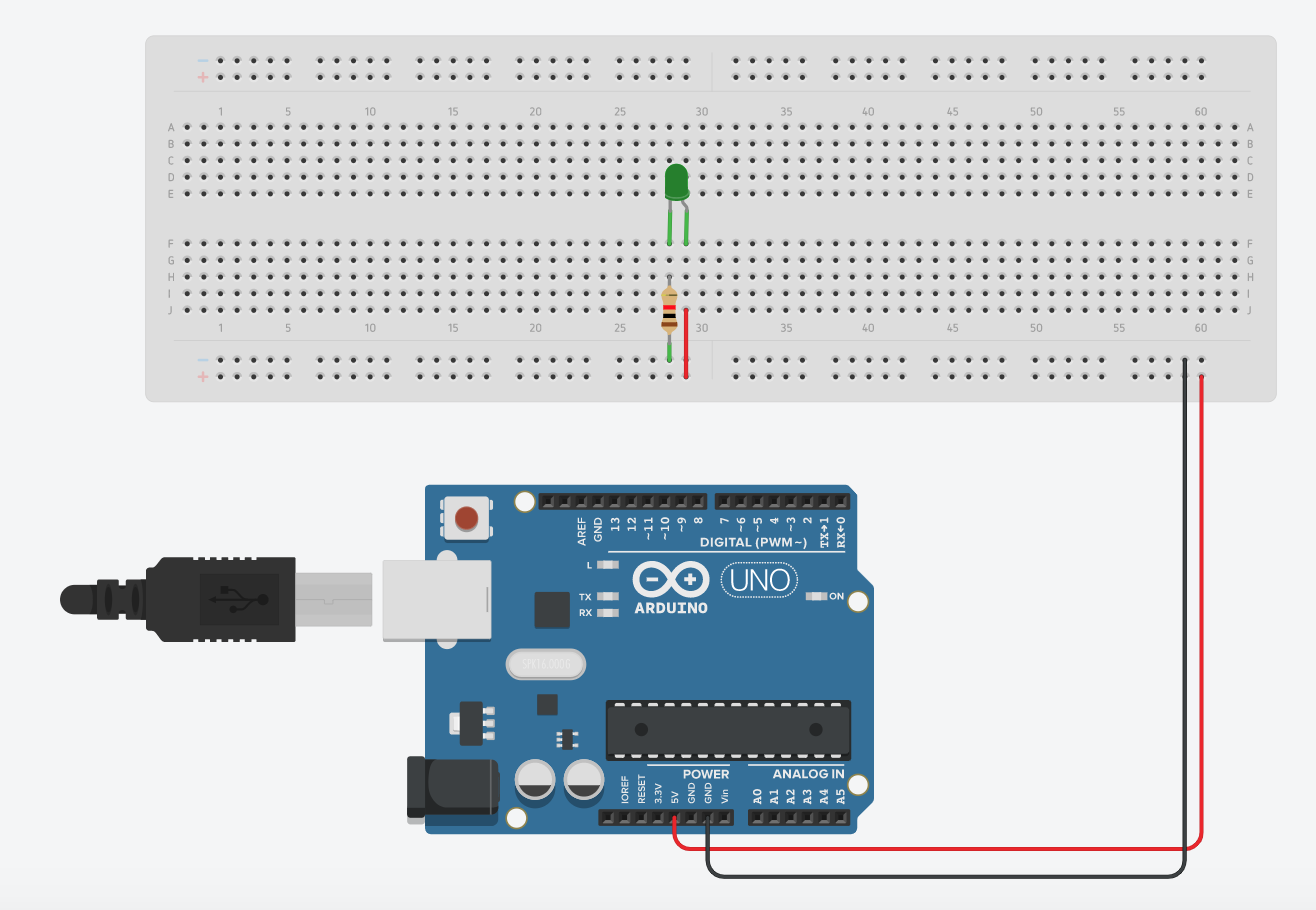 − −
+ +
1 5 10 15 20 25 30 35 40 45 50 55 60
A A
B B
C C
D D
E E
F F
G G
H H
I I
J J
1 5 10 15 20 25 30 35 40 45 50 55 60
−
+
AREF GND 13 12 ~11 ~10 ~9 8 7 ~6 ~5 4 ~3 2 TX→1 RX←0
DIGITAL (PWM~)
L
TX
RX
ARDUINO
UNO
ON
SPK16.000G
POWER ANALOG IN
IOREF RESET 3.3V 5V GND GND Vin A0 A1 A2 A3 A4 A5